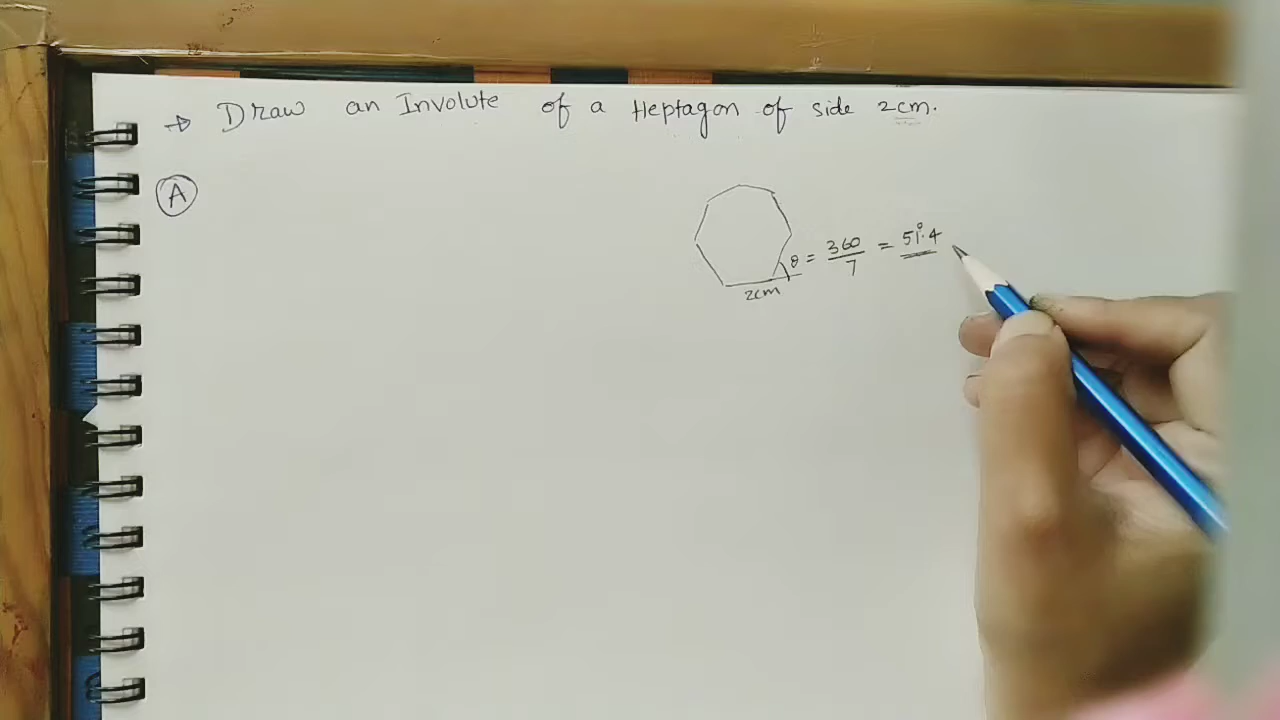 → Draw an Involute of a Heptagon of side 2cm.
A
θ = 360/7 = 51.4°
2cm